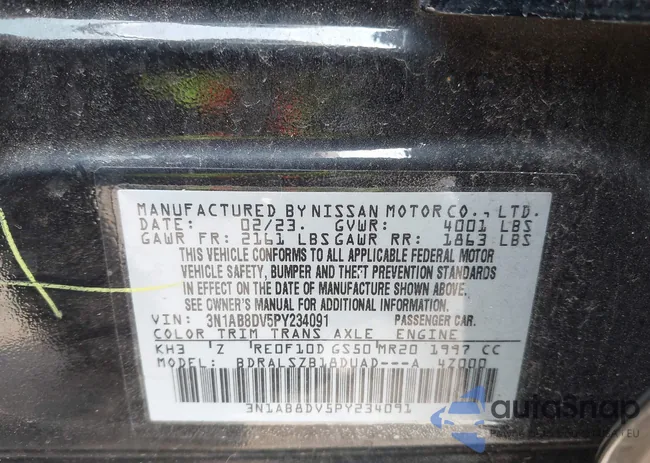 MANUFACTURED BY NISSAN MOTOR CO., LTD.
DATE: 02/23. GVWR: 4001 LBS
GAWR FR: 2161 LBS GAWR RR: 1863 LBS
THIS VEHICLE CONFORMS TO ALL APPLICABLE FEDERAL MOTOR
VEHICLE SAFETY, BUMPER AND THEFT PREVENTION STANDARDS
IN EFFECT ON THE DATE OF MANUFACTURE SHOWN ABOVE.
SEE OWNER'S MANUAL FOR ADDITIONAL INFORMATION.
VIN: 3N1AB8DV5PY234091 PASSENGER CAR.
COLOR TRIM TRANS AXLE ENGINE
KH3 'Z 'RE0F10D GS50 MR20 1997 CC
MODEL: BDRALSZB18DUAD---A 4Z000
3N1AB8DV5PY234091
autoSnap